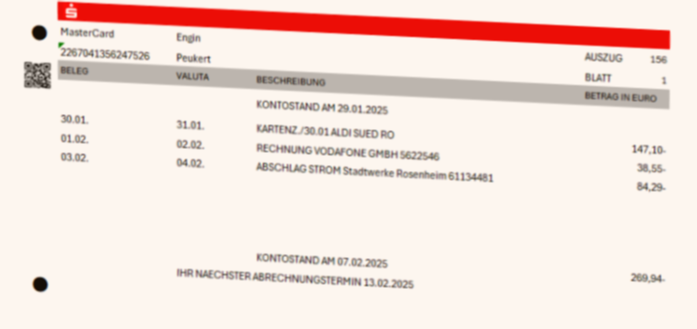 MasterCard Engin
2267041356247526 Peukert AUSZUG 156
BLATT 1
BELEG VALUTA BESCHREIBUNG BETRAG IN EURO
KONTOSTAND AM 29.01.2025
30.01. 31.01. KARTENZ./30.01 ALDI SUED RO 147,10-
01.02. 02.02. RECHNUNG VODAFONE GMBH 5622546 38,55-
03.02. 04.02. ABSCHLAG STROM Stadtwerke Rosenheim 61134481 84,29-
KONTOSTAND AM 07.02.2025 269,94-
IHR NAECHSTER ABRECHNUNGSTERMIN 13.02.2025